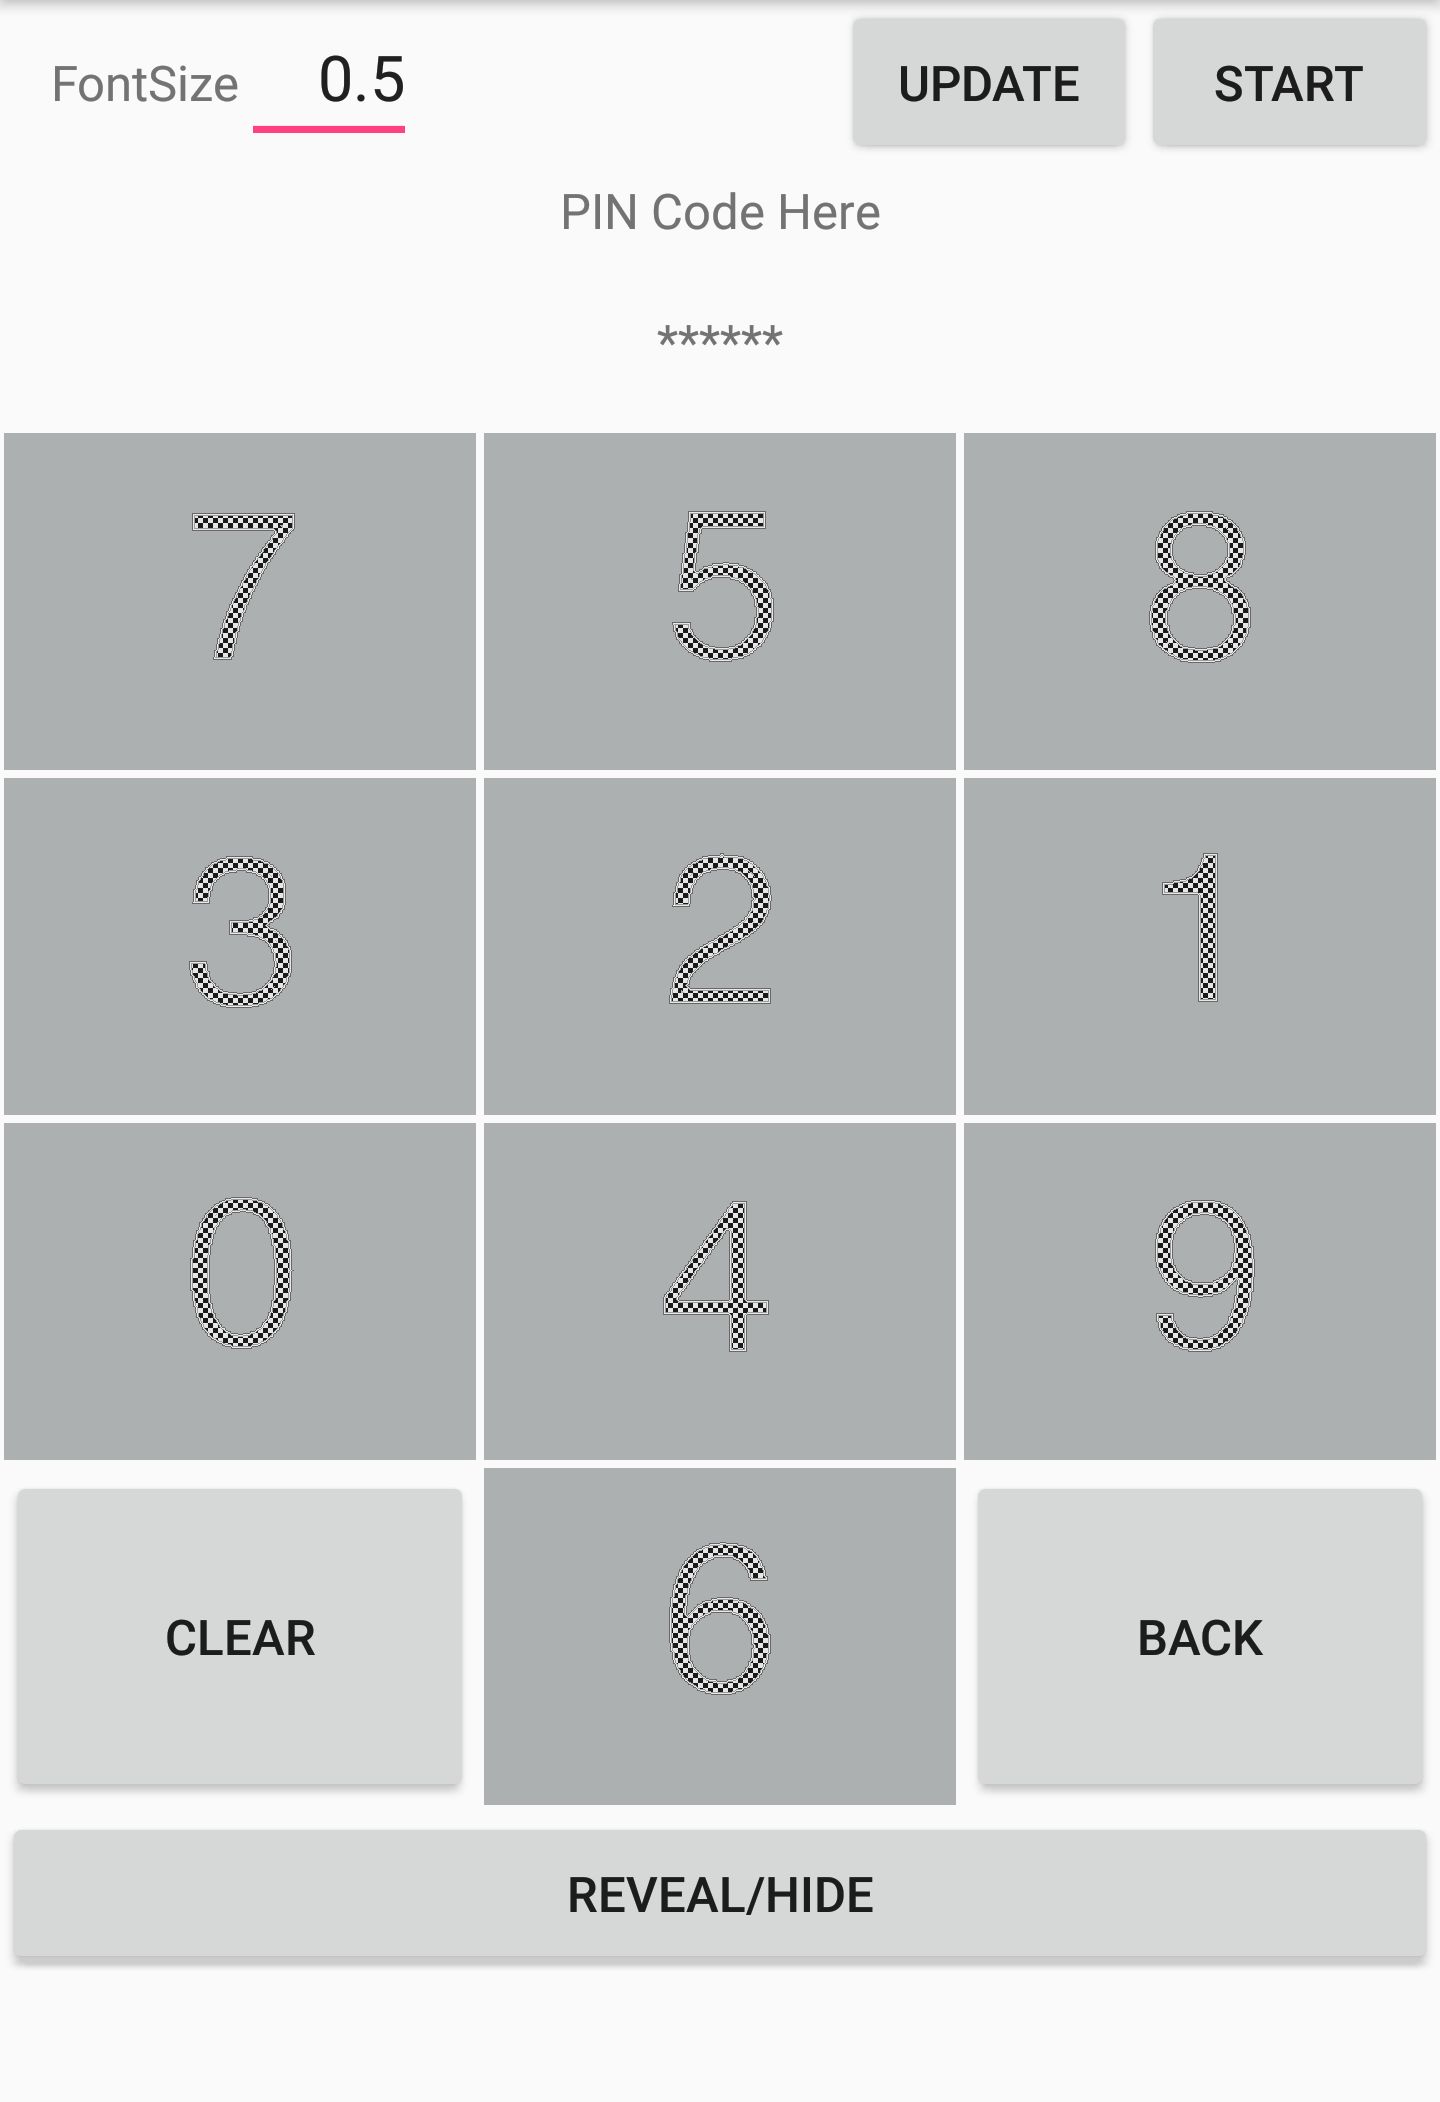 FontSize 0.5 UPDATE START
PIN Code Here
******
7 5 8
3 2 1
0 4 9
CLEAR 6 BACK
REVEAL/HIDE